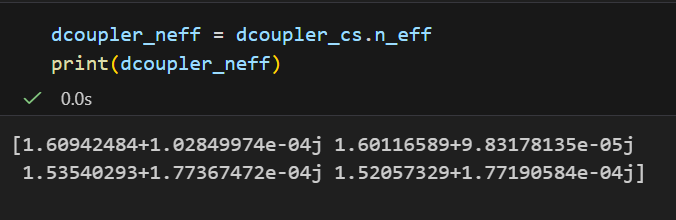 dcoupler_neff = dcoupler_cs.n_eff
print(dcoupler_neff)
0.0s
[1.60942484+1.02849974e-04j 1.60116589+9.83178135e-05j
1.53540293+1.77367472e-04j 1.52057329+1.77190584e-04j]